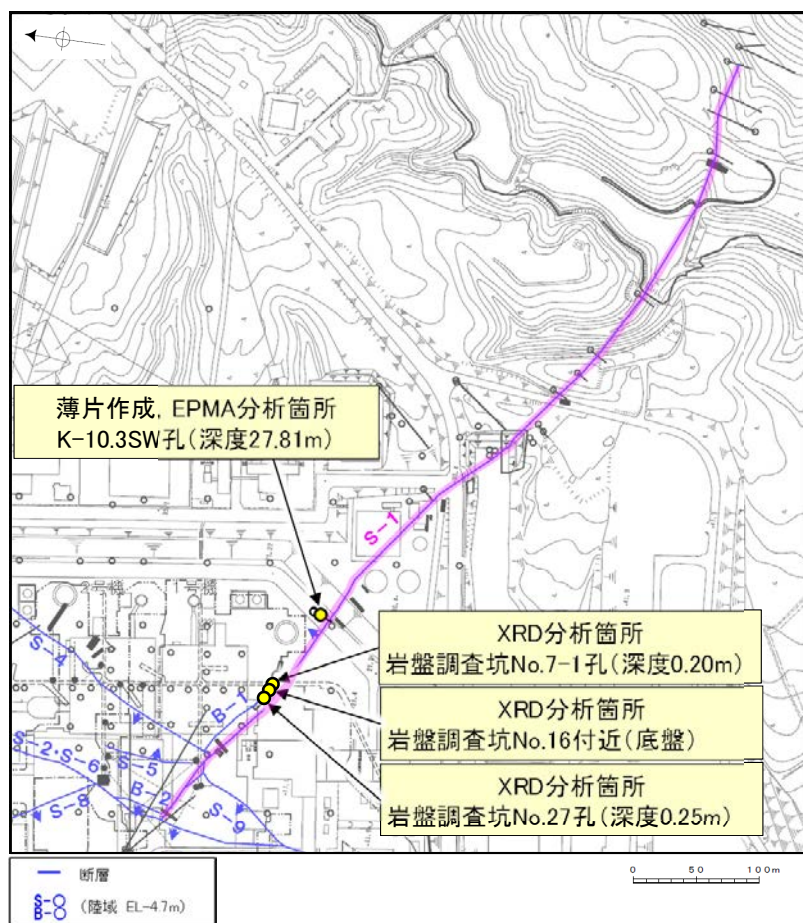 薄片作成, EPMA分析箇所
K-10.3SW孔(深度27.81m)
S-1
XRD分析箇所
岩盤調査坑No.7-1孔(深度0.20m)
XRD分析箇所
岩盤調査坑No.16付近(底盤)
XRD分析箇所
岩盤調査坑No.27孔(深度0.25m)
S-4
B-1
S-2・S-6
S-5
B-2
S-8
S-9
断層
S-○
B-○
(陸域 EL-4.7m)
0 50 100m